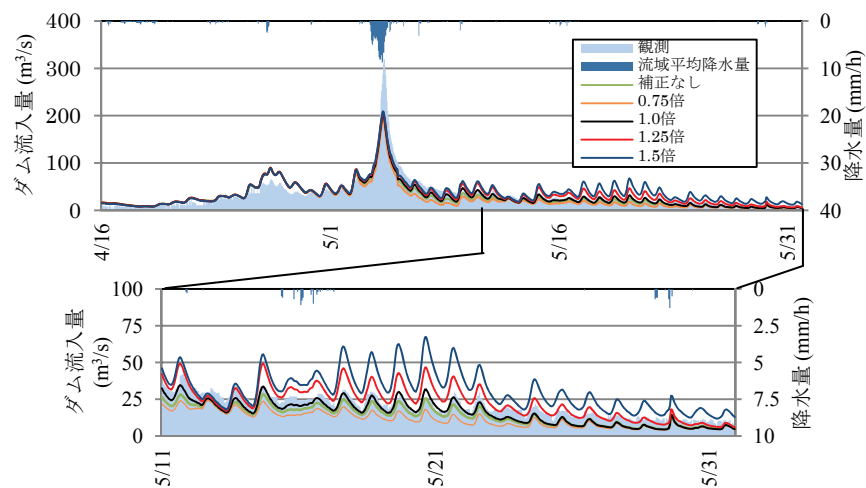 ダム流入量 (m³/s)
400
300
200
100
0
0
10
20
30
40
降水量 (mm/h)
観測
流域平均降水量
補正なし
0.75倍
1.0倍
1.25倍
1.5倍
4/16
5/1
5/16
5/31
ダム流入量
(m³/s)
100
75
50
25
0
0
2.5
5
7.5
10
降水量 (mm/h)
5/11
5/21
5/31